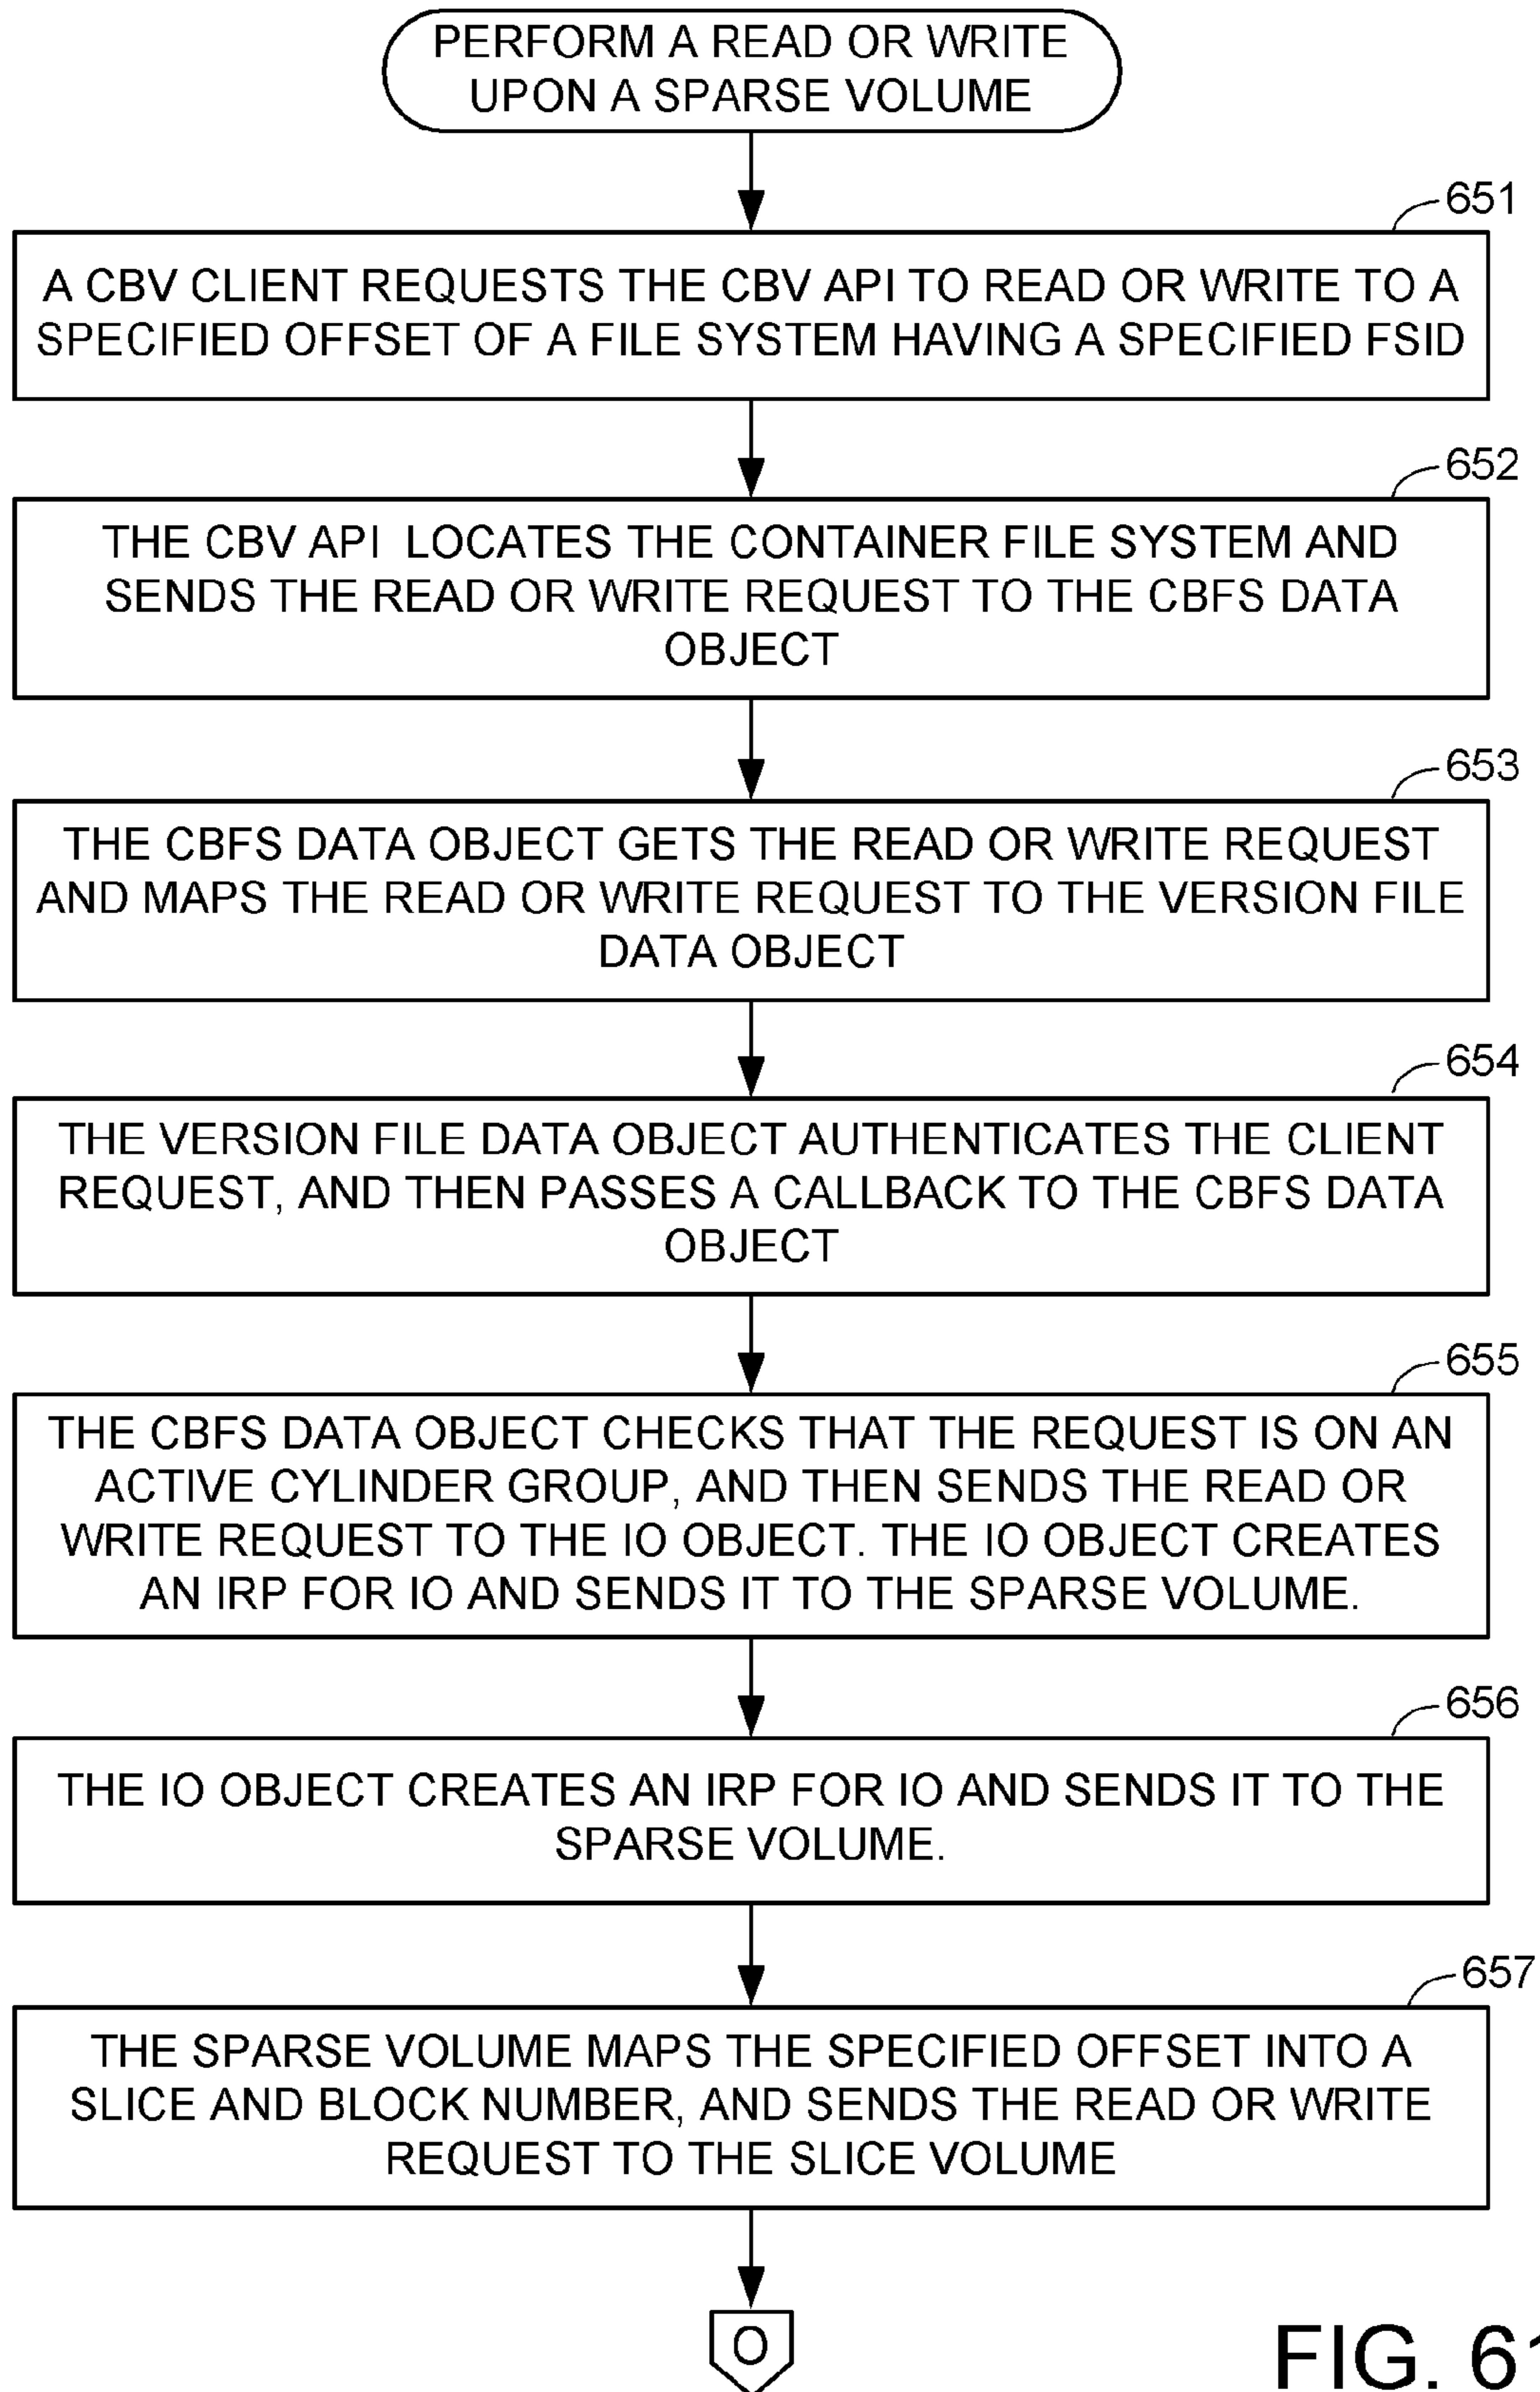 PERFORM A READ OR WRITE
UPON A SPARSE VOLUME
651
A CBV CLIENT REQUESTS THE CBV API TO READ OR WRITE TO A
SPECIFIED OFFSET OF A FILE SYSTEM HAVING A SPECIFIED FSID
652
THE CBV API LOCATES THE CONTAINER FILE SYSTEM AND
SENDS THE READ OR WRITE REQUEST TO THE CBFS DATA
OBJECT
653
THE CBFS DATA OBJECT GETS THE READ OR WRITE REQUEST
AND MAPS THE READ OR WRITE REQUEST TO THE VERSION FILE
DATA OBJECT
654
THE VERSION FILE DATA OBJECT AUTHENTICATES THE CLIENT
REQUEST, AND THEN PASSES A CALLBACK TO THE CBFS DATA
OBJECT
655
THE CBFS DATA OBJECT CHECKS THAT THE REQUEST IS ON AN
ACTIVE CYLINDER GROUP, AND THEN SENDS THE READ OR
WRITE REQUEST TO THE IO OBJECT. THE IO OBJECT CREATES
AN IRP FOR IO AND SENDS IT TO THE SPARSE VOLUME.
656
THE IO OBJECT CREATES AN IRP FOR IO AND SENDS IT TO THE
SPARSE VOLUME.
657
THE SPARSE VOLUME MAPS THE SPECIFIED OFFSET INTO A
SLICE AND BLOCK NUMBER, AND SENDS THE READ OR WRITE
REQUEST TO THE SLICE VOLUME
O
FIG. 61